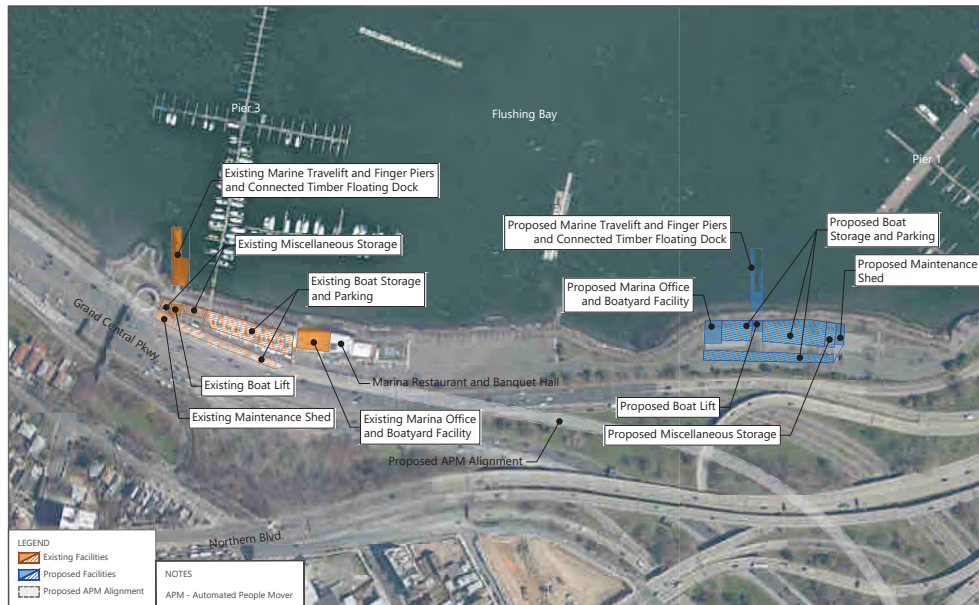 Pier 3
Flushing Bay
Pier 1
Existing Marine Travelift and Finger Piers
and Connected Timber Floating Dock
Existing Miscellaneous Storage
Existing Boat Storage
and Parking
Proposed Marine Travelift and Finger Piers
and Connected Timber Floating Dock
Proposed Boat
Storage and Parking
Proposed Maintenance
Shed
Proposed Marina Office
and Boatyard Facility
Grand Central Pkwy.
Existing Boat Lift
Existing Maintenance Shed
Marina Restaurant and Banquet Hall
Existing Marina Office
and Boatyard Facility
Proposed Boat Lift
Proposed Miscellaneous Storage
Proposed APM Alignment
Northern Blvd.
LEGEND
Existing Facilities
Proposed Facilities
Proposed APM Alignment
NOTES
APM - Automated People Mover